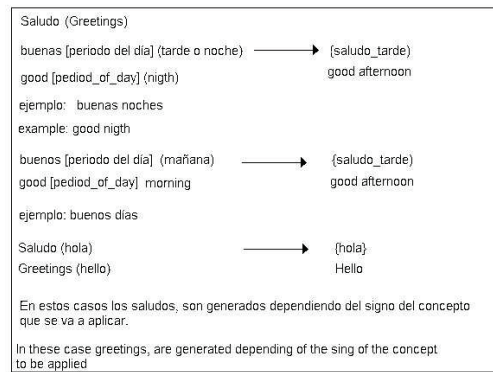 Saludo (Greetings)
buenas [periodo del día] (tarde o noche) {saludo_tarde)
good [pediod_of_day] (nigth) good afternoon
ejemplo: buenas noches
example: good nigth
buenos [periodo del día] (mañana) {saludo_tarde)
good [pediod_of_day] morning good afternoon
ejemplo: buenos días
Saludo (hola) {hola}
Greetings (hello) Hello
En estos casos los saludos, son generados dependiendo del signo del concepto
que se va a aplicar.
In these case greetings, are generated depending of the sing of the concept
to be applied